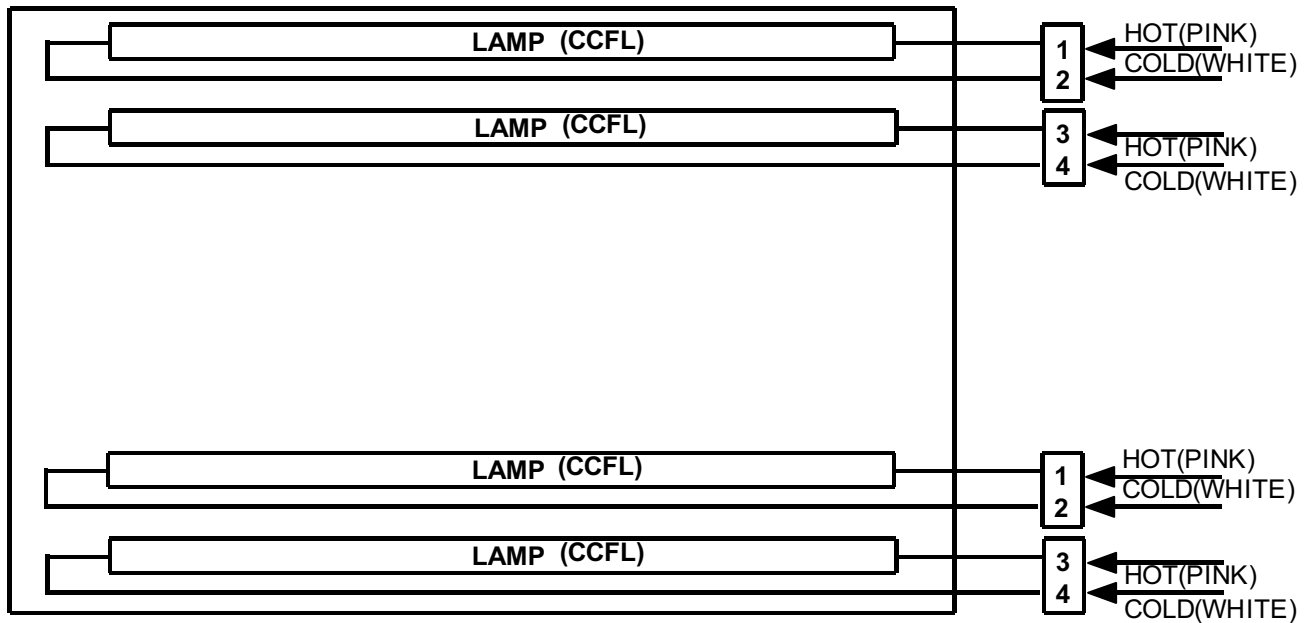 LAMP (CCFL)
1
HOT(PINK)
COLD(WHITE)
2
LAMP (CCFL)
3
HOT(PINK)
4
COLD(WHITE)
LAMP (CCFL)
1
HOT(PINK)
COLD(WHITE)
2
LAMP (CCFL)
3
HOT(PINK)
4
COLD(WHITE)